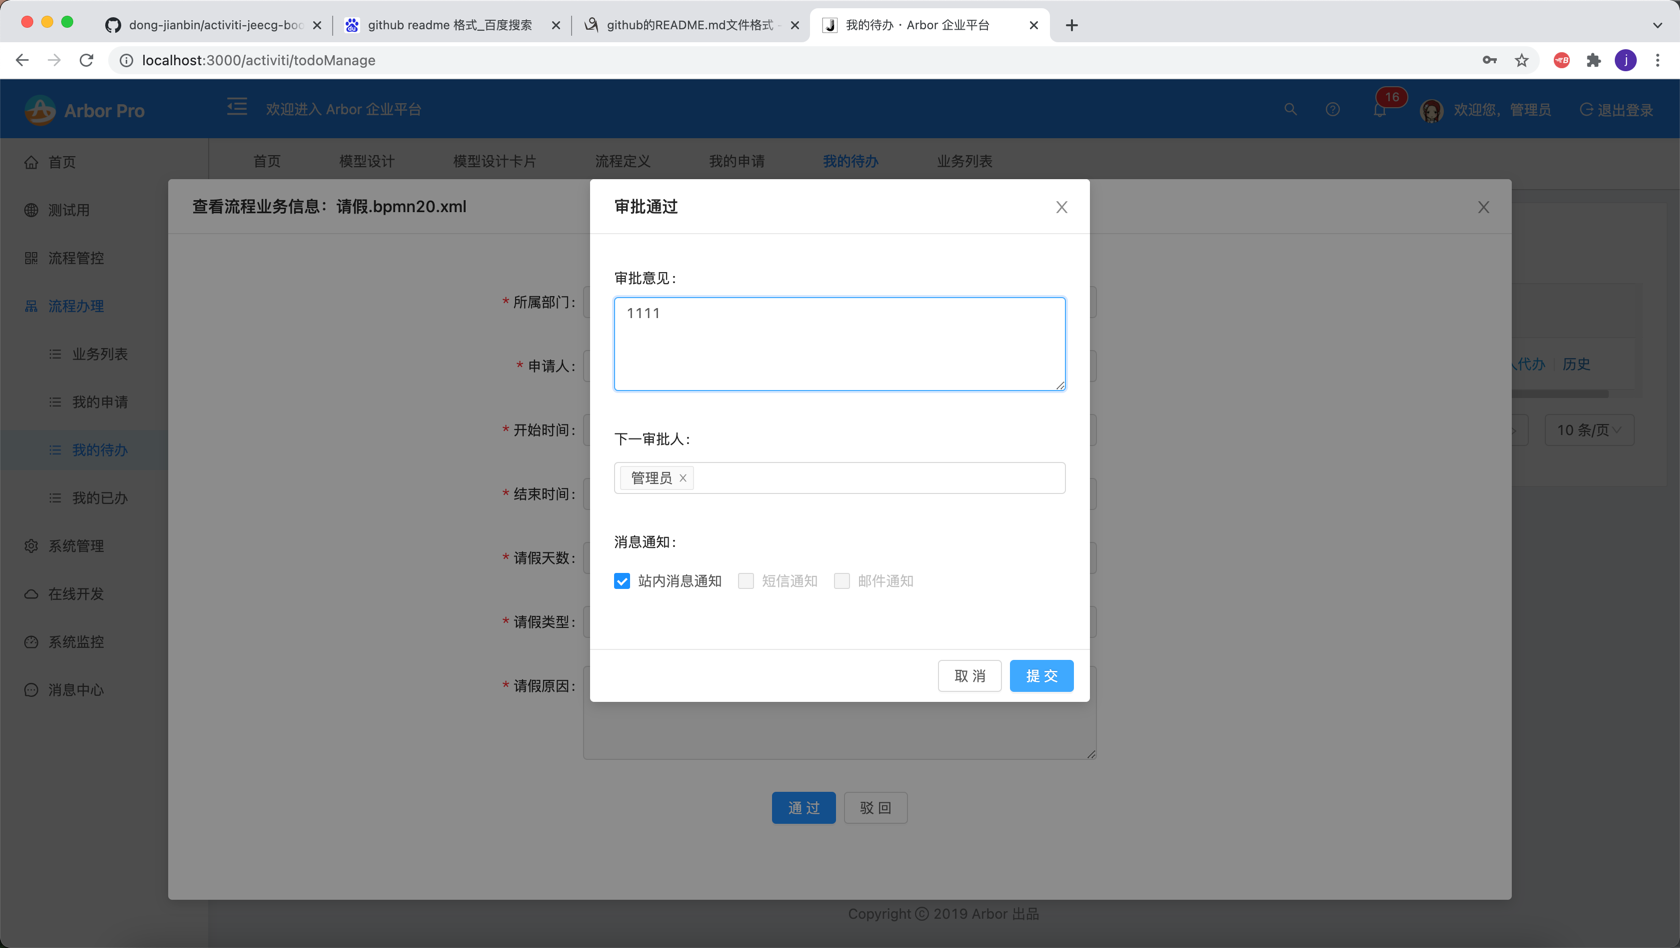 dong-jianbin/activiti-jeecg-boo
github readme 格式_百度搜索
github的README.md文件格式 -
我的待办 · Arbor 企业平台
localhost:3000/activiti/todoManage
j
Arbor Pro
欢迎进入 Arbor 企业平台
16
欢迎您，管理员
退出登录
首页
首页
模型设计
模型设计卡片
流程定义
我的申请
我的待办
业务列表
测试用
流程管控
流程办理
业务列表
我的申请
我的待办
我的已办
系统管理
在线开发
系统监控
消息中心
查看流程业务信息：请假.bpmn20.xml
* 所属部门：
* 申请人：
* 开始时间：
* 结束时间：
* 请假天数：
* 请假类型：
* 请假原因：
通 过
驳 回
审批通过
审批意见：
1111
下一审批人：
管理员
消息通知：
站内消息通知
短信通知
邮件通知
取 消
提 交
代办
历史
10 条/页
Copyright © 2019 Arbor 出品